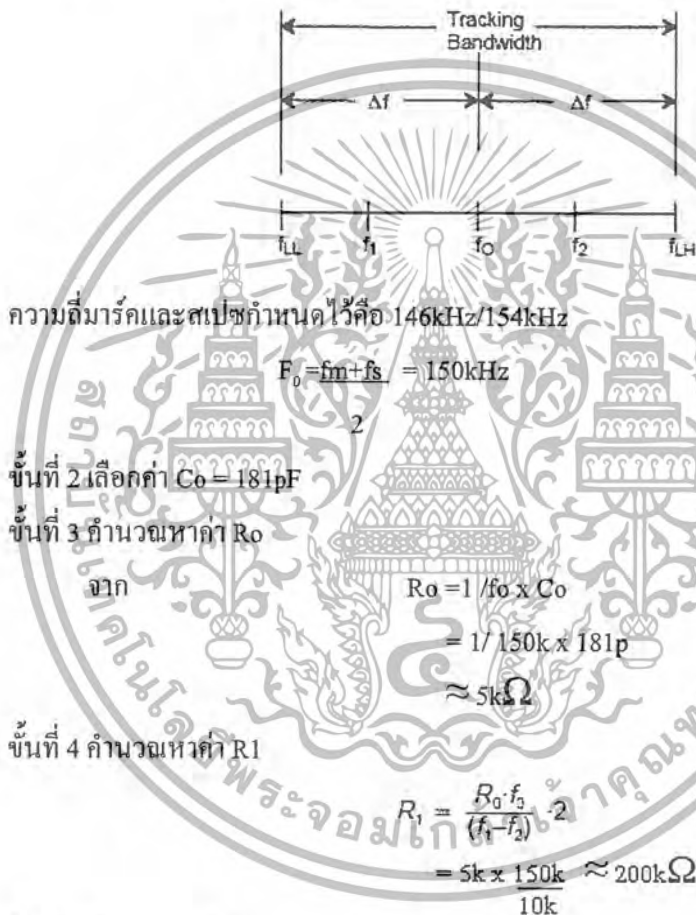 Tracking
Bandwidth
Δf Δf
fLL f1 fO f2 fLH
ความถี่มาร์คและสเปซกำหนดไว้คือ 146kHz/154kHz
F0 = fm+fs = 150kHz
2
ขั้นที่ 2 เลือกค่า Co = 181pF
ขั้นที่ 3 คำนวณหาค่า Ro
จาก Ro =1 /fo x Co
= 1/ 150k x 181p
≈ 5kΩ
ขั้นที่ 4 คำนวณหาค่า R1
R1 = R0·f0 / (f1–f2) ·2
= 5k x 150k ≈ 200kΩ
10k